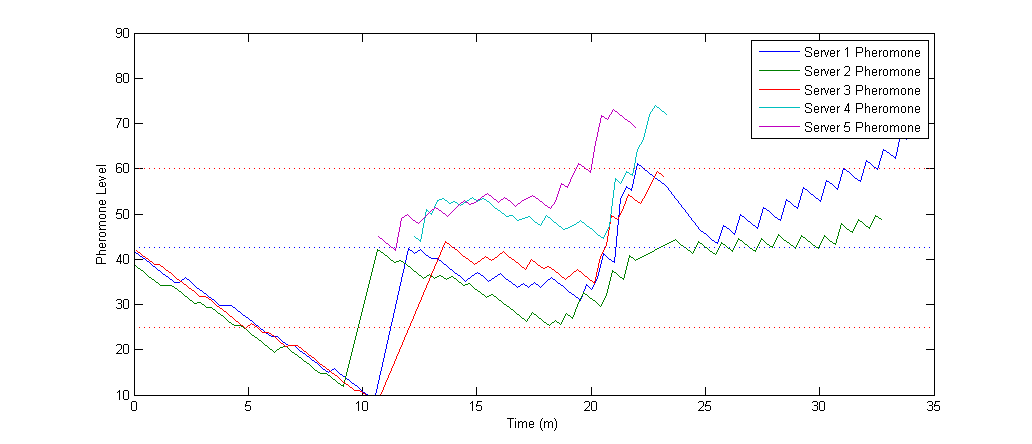 90
80
70
60
50
40
30
20
10
Pheromone Level
Server 1 Pheromone
Server 2 Pheromone
Server 3 Pheromone
Server 4 Pheromone
Server 5 Pheromone
0 5 10 15 20 25 30 35
Time (m)